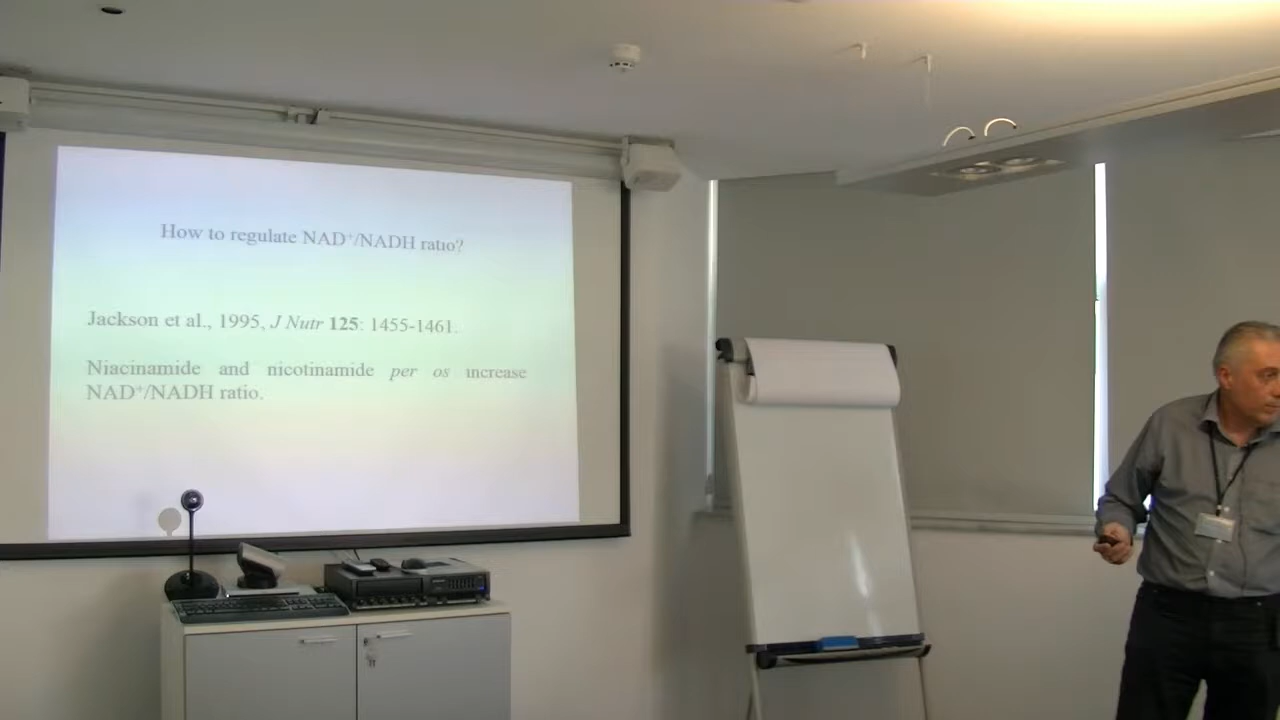 How to regulate NAD⁺/NADH ratio?
Jackson et al., 1995, J Nutr 125: 1455-1461.
Niacinamide and nicotinamide per os increase
NAD⁺/NADH ratio.